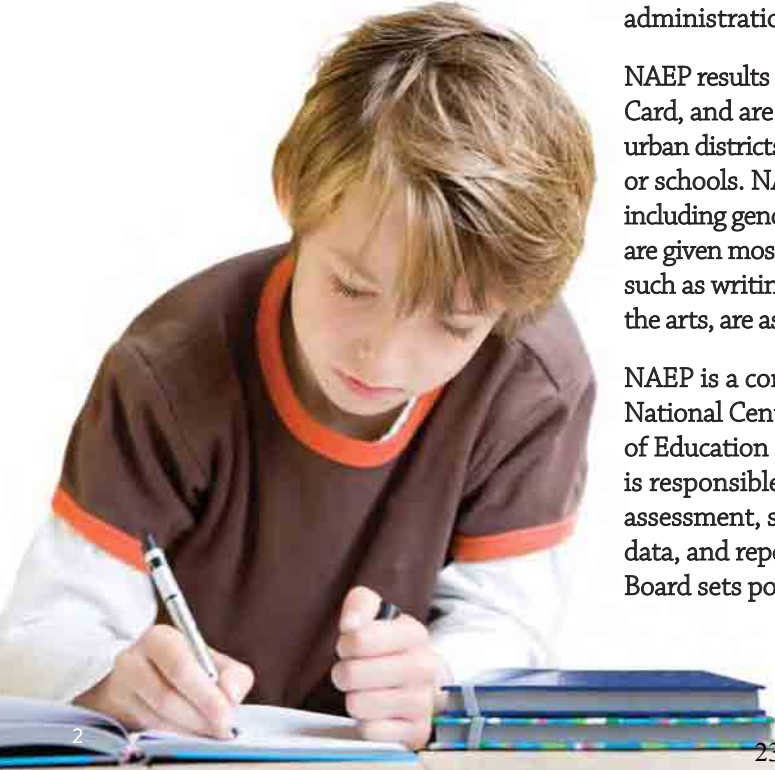 administratio
NAEP results
Card, and are
urban districts
or schools. NA
including gend
are given mos
such as writin
the arts, are as
NAEP is a con
National Cent
of Education
is responsible
assessment, s
data, and repo
Board sets po
2
23